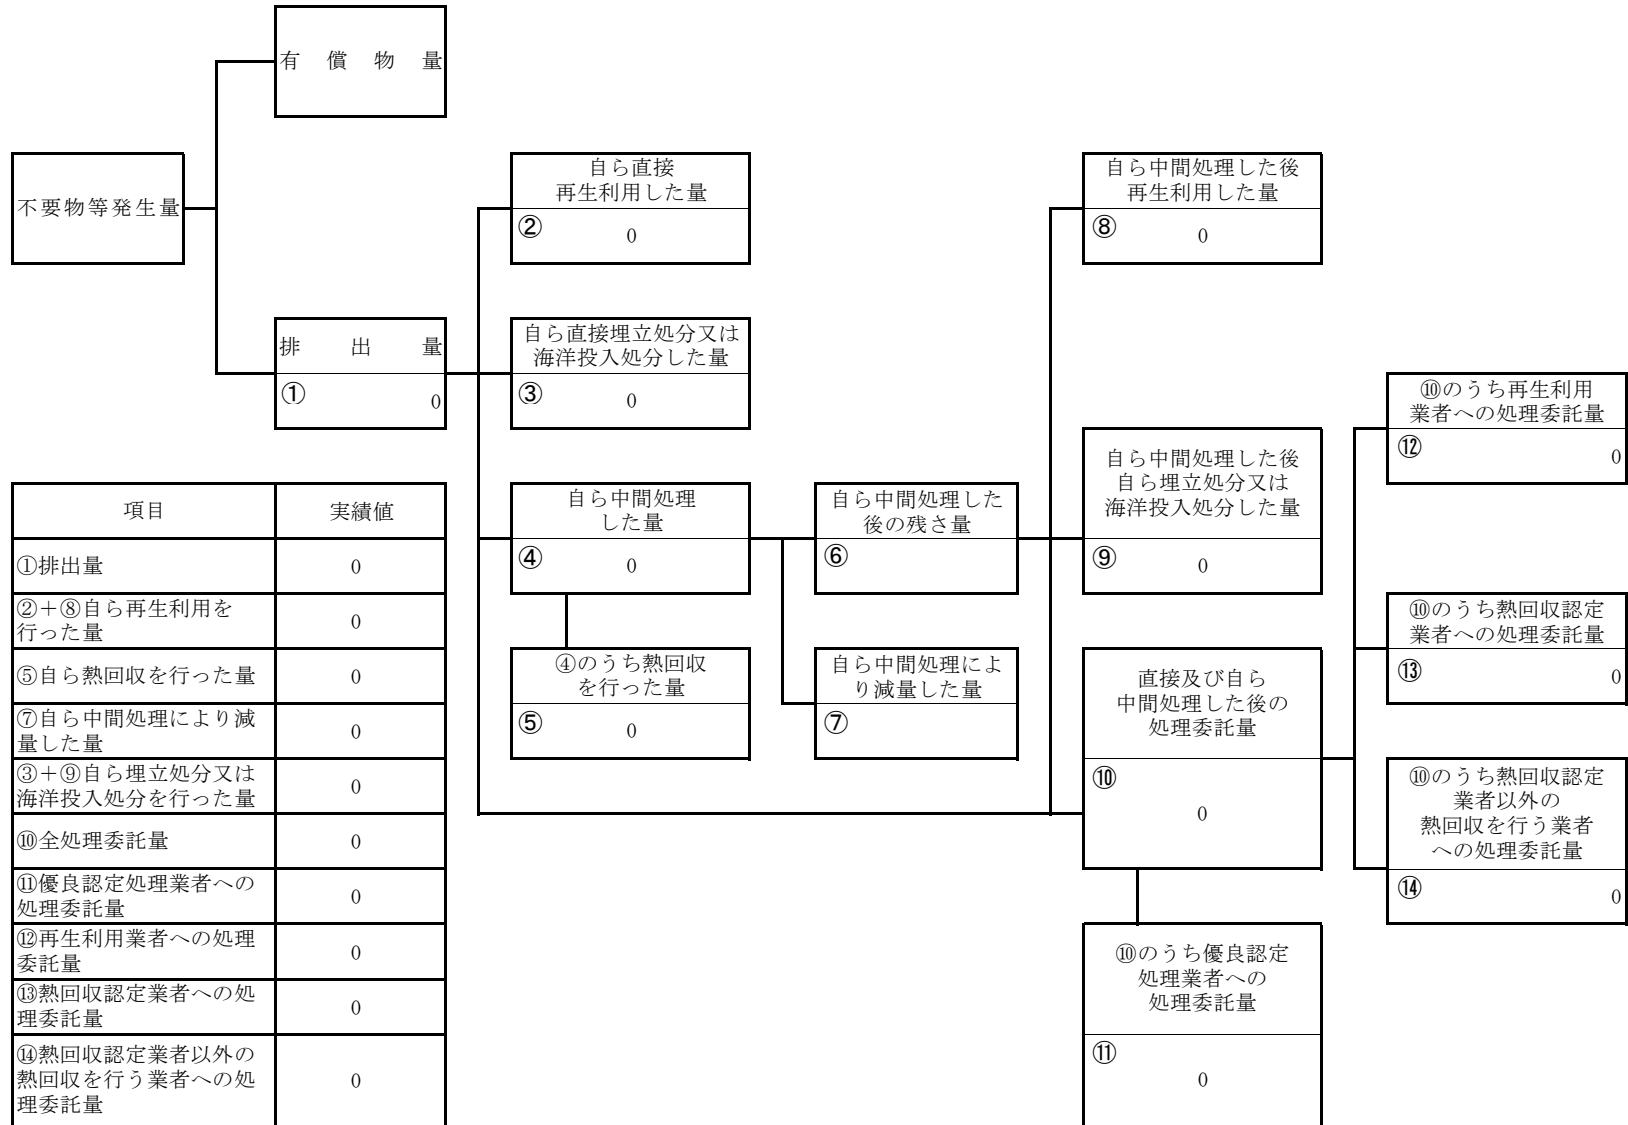 有償物量
不要物等発生量
排出量
①
0
自ら直接
再生利用した量
②
0
自ら直接埋立処分又は
海洋投入処分した量
③
0
自ら中間処理
した量
④
0
④のうち熱回収
を行った量
⑤
0
自ら中間処理した
後の残さ量
⑥
自ら中間処理によ
り減量した量
⑦
自ら中間処理した後
再生利用した量
⑧
0
自ら中間処理した後
自ら埋立処分又は
海洋投入処分した量
⑨
0
直接及び自ら
中間処理した後の
処理委託量
⑩
0
⑩のうち優良認定
処理業者への
処理委託量
⑪
0
⑩のうち再生利用
業者への処理委託量
⑫
0
⑩のうち熱回収認定
業者への処理委託量
⑬
0
⑩のうち熱回収認定
業者以外の
熱回収を行う業者
への処理委託量
⑭
0
項目 実績値
①排出量 0
②＋⑧自ら再生利用を
行った量
0
⑤自ら熱回収を行った量 0
⑦自ら中間処理により減
量した量
0
③＋⑨自ら埋立処分又は
海洋投入処分を行った量
0
⑩全処理委託量 0
⑪優良認定処理業者への
処理委託量
0
⑫再生利用業者への処理
委託量
0
⑬熱回収認定業者への処
理委託量
0
⑭熱回収認定業者以外の
熱回収を行う業者への処
理委託量
0